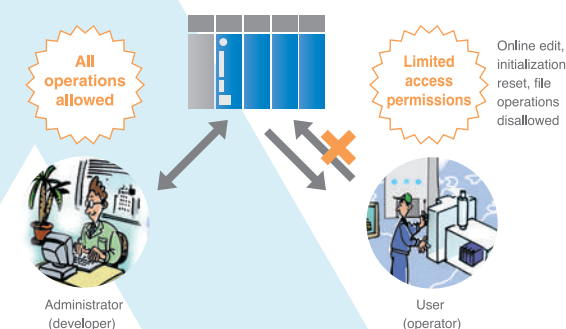 All
operations
allowed
Limited
access
permissions
Online edit,
initialization
reset, file
operations
disallowed
Administrator
(developer)
User
(operator)